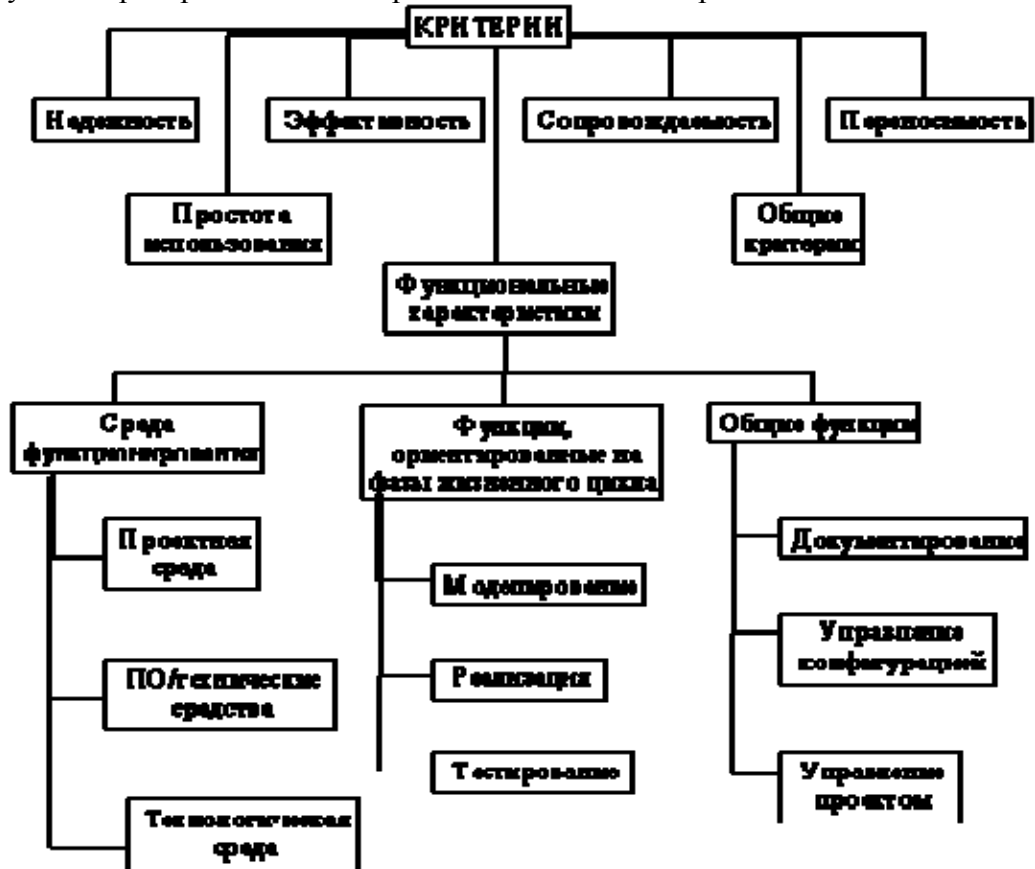 КРИТЕРИИ
Надежность
Эффективность
Сопровождаемость
Переносимость
Простота
использования
Общие
критерии
Функциональные
характеристики
Среда
функционирования
Функции,
ориентированные на
фазы жизненного цикла
Общие функции
Проектная
среда
Моделирование
Документирование
ПО/технические
средства
Реализация
Управление
конфигурацией
Технологическая
среда
Тестирование
Управление
проектом